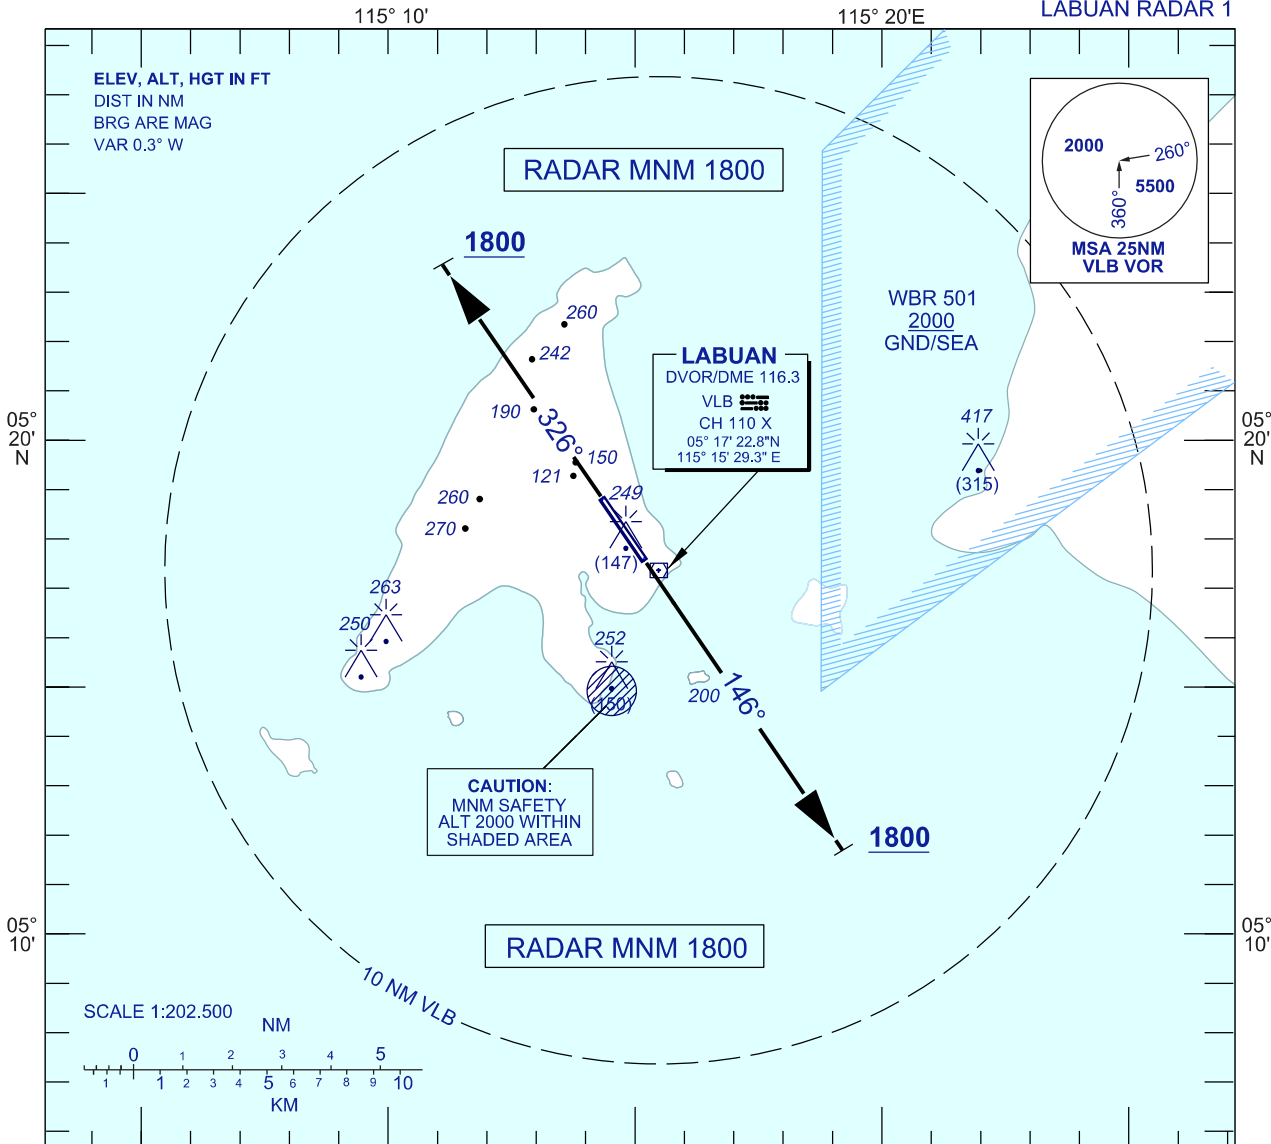 115° 10'
115° 20'E
LABUAN RADAR 1
ELEV, ALT, HGT IN FT
DIST IN NM
BRG ARE MAG
VAR 0.3° W
RADAR MNM 1800
2000
260°
5500
360°
MSA 25NM
VLB VOR
1800
WBR 501
2000
GND/SEA
260
242
190
326°
150
121
260
270
249
(147)
LABUAN
DVOR/DME 116.3
VLB
CH 110 X
05° 17' 22.8"N
115° 15' 29.3" E
417
(315)
05°
20'
N
05°
20'
N
263
250
252
(150)
200
146°
CAUTION:
MNM SAFETY
ALT 2000 WITHIN
SHADED AREA
1800
05°
10'
05°
10'
RADAR MNM 1800
10 NM VLB
SCALE 1:202.500
NM
0 1 2 3 4 5
1 1 2 3 4 5 6 7 8 9 10
KM